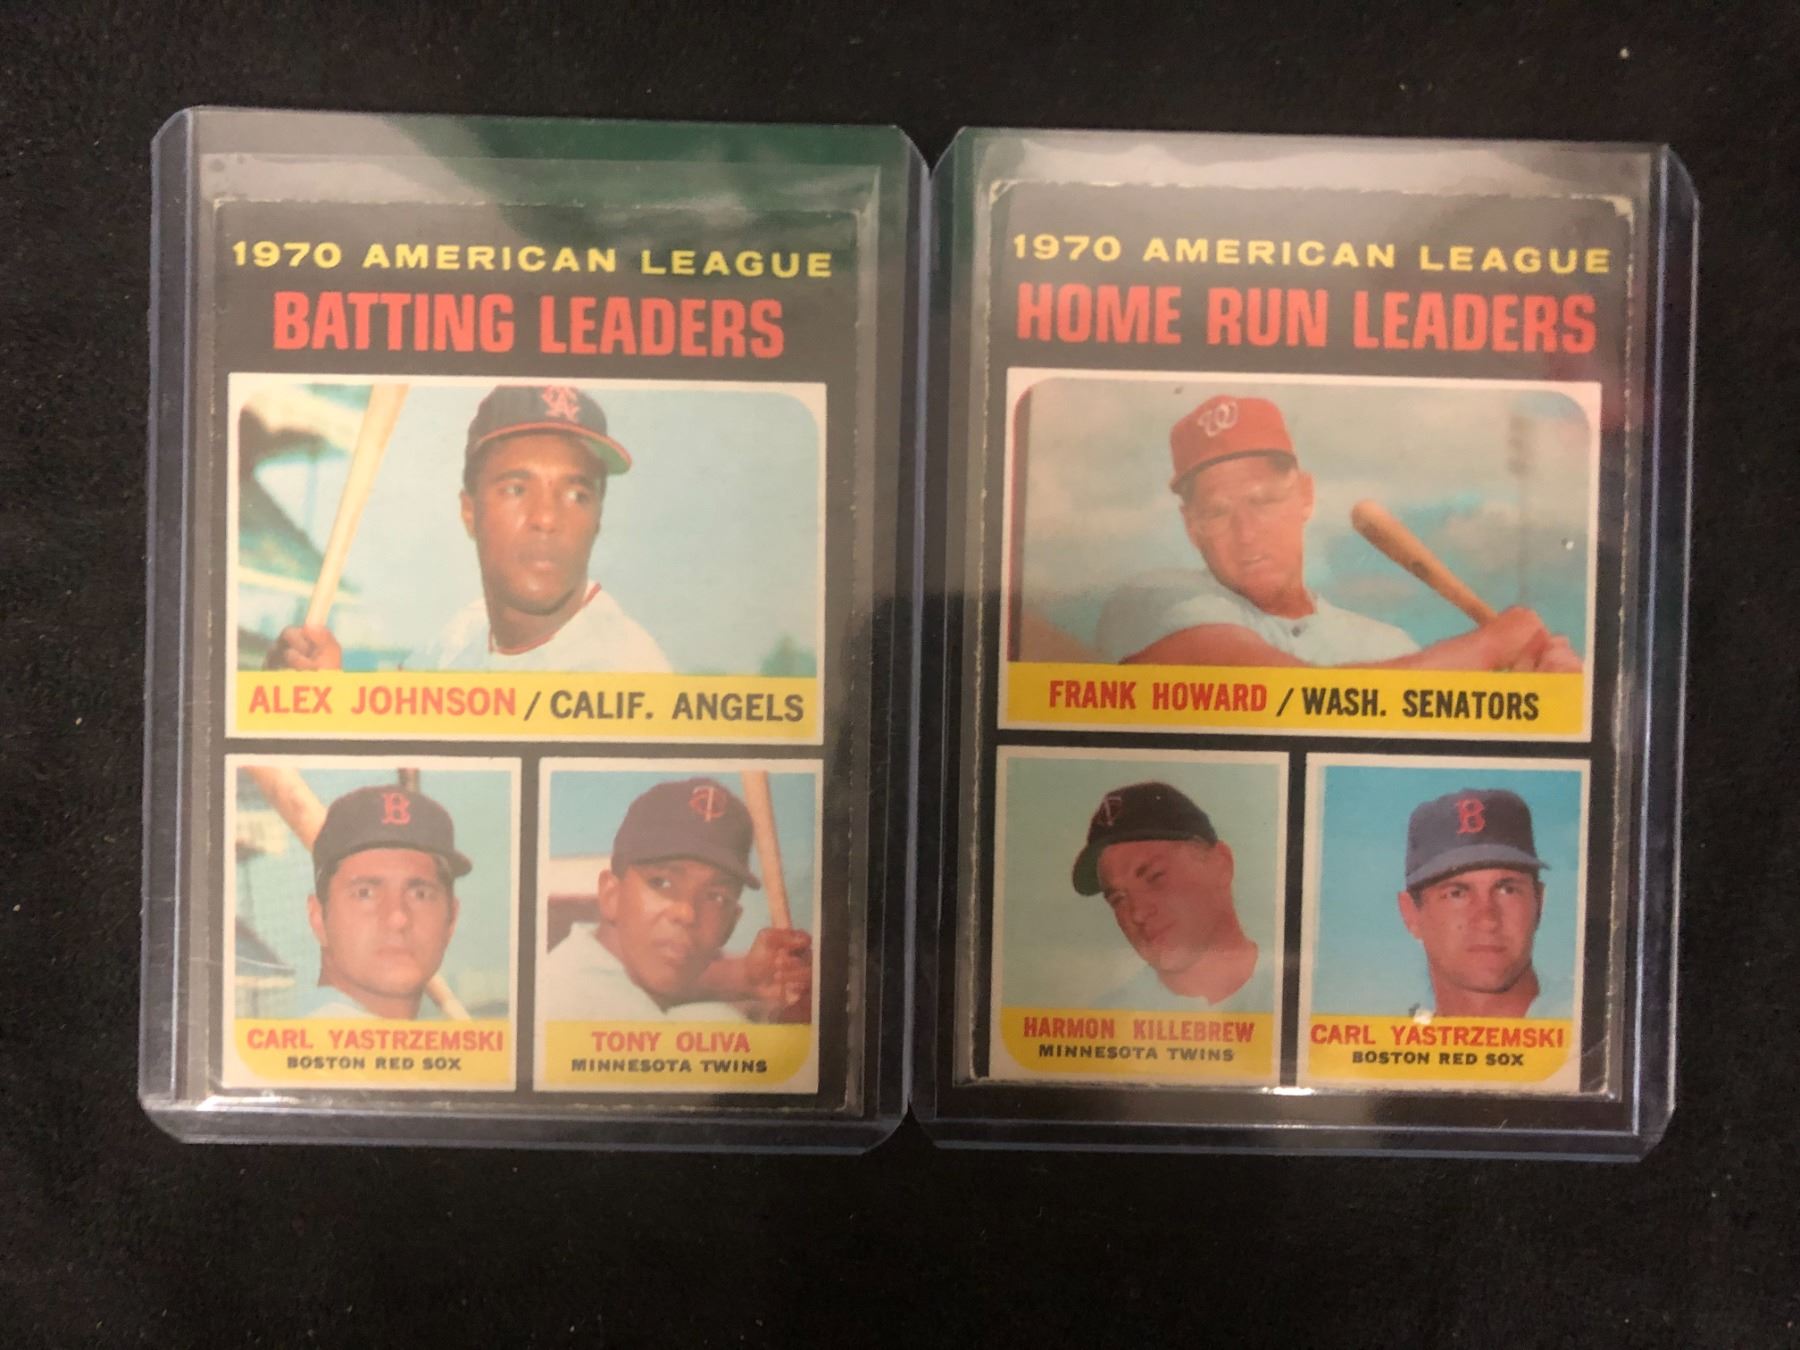 1970 AMERICAN LEAGUE
BATTING LEADERS
ALEX JOHNSON / CALIF. ANGELS
CARL YASTRZEMSKI
BOSTON RED SOX
TONY OLIVA
MINNESOTA TWINS
1970 AMERICAN LEAGUE
HOME RUN LEADERS
FRANK HOWARD / WASH. SENATORS
HARMON KILLEBREW
MINNESOTA TWINS
CARL YASTRZEMSKI
BOSTON RED SOX